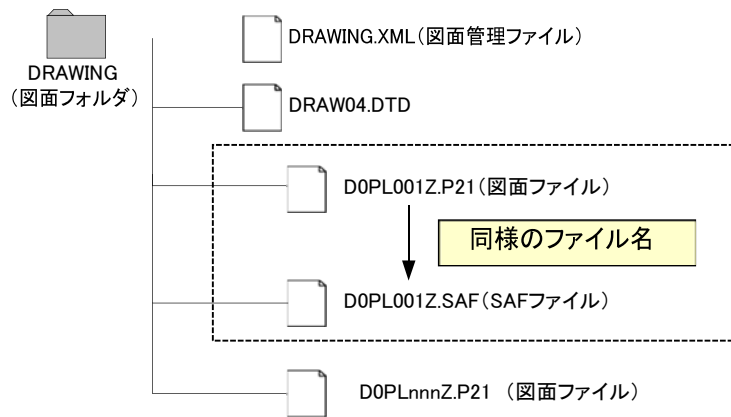 DRAWING.XML(図面管理ファイル)
DRAWING
(図面フォルダ)
DRAW04.DTD
D0PL001Z.P21(図面ファイル)
同様のファイル名
D0PL001Z.SAF(SAFファイル)
D0PLnnnZ.P21 (図面ファイル)